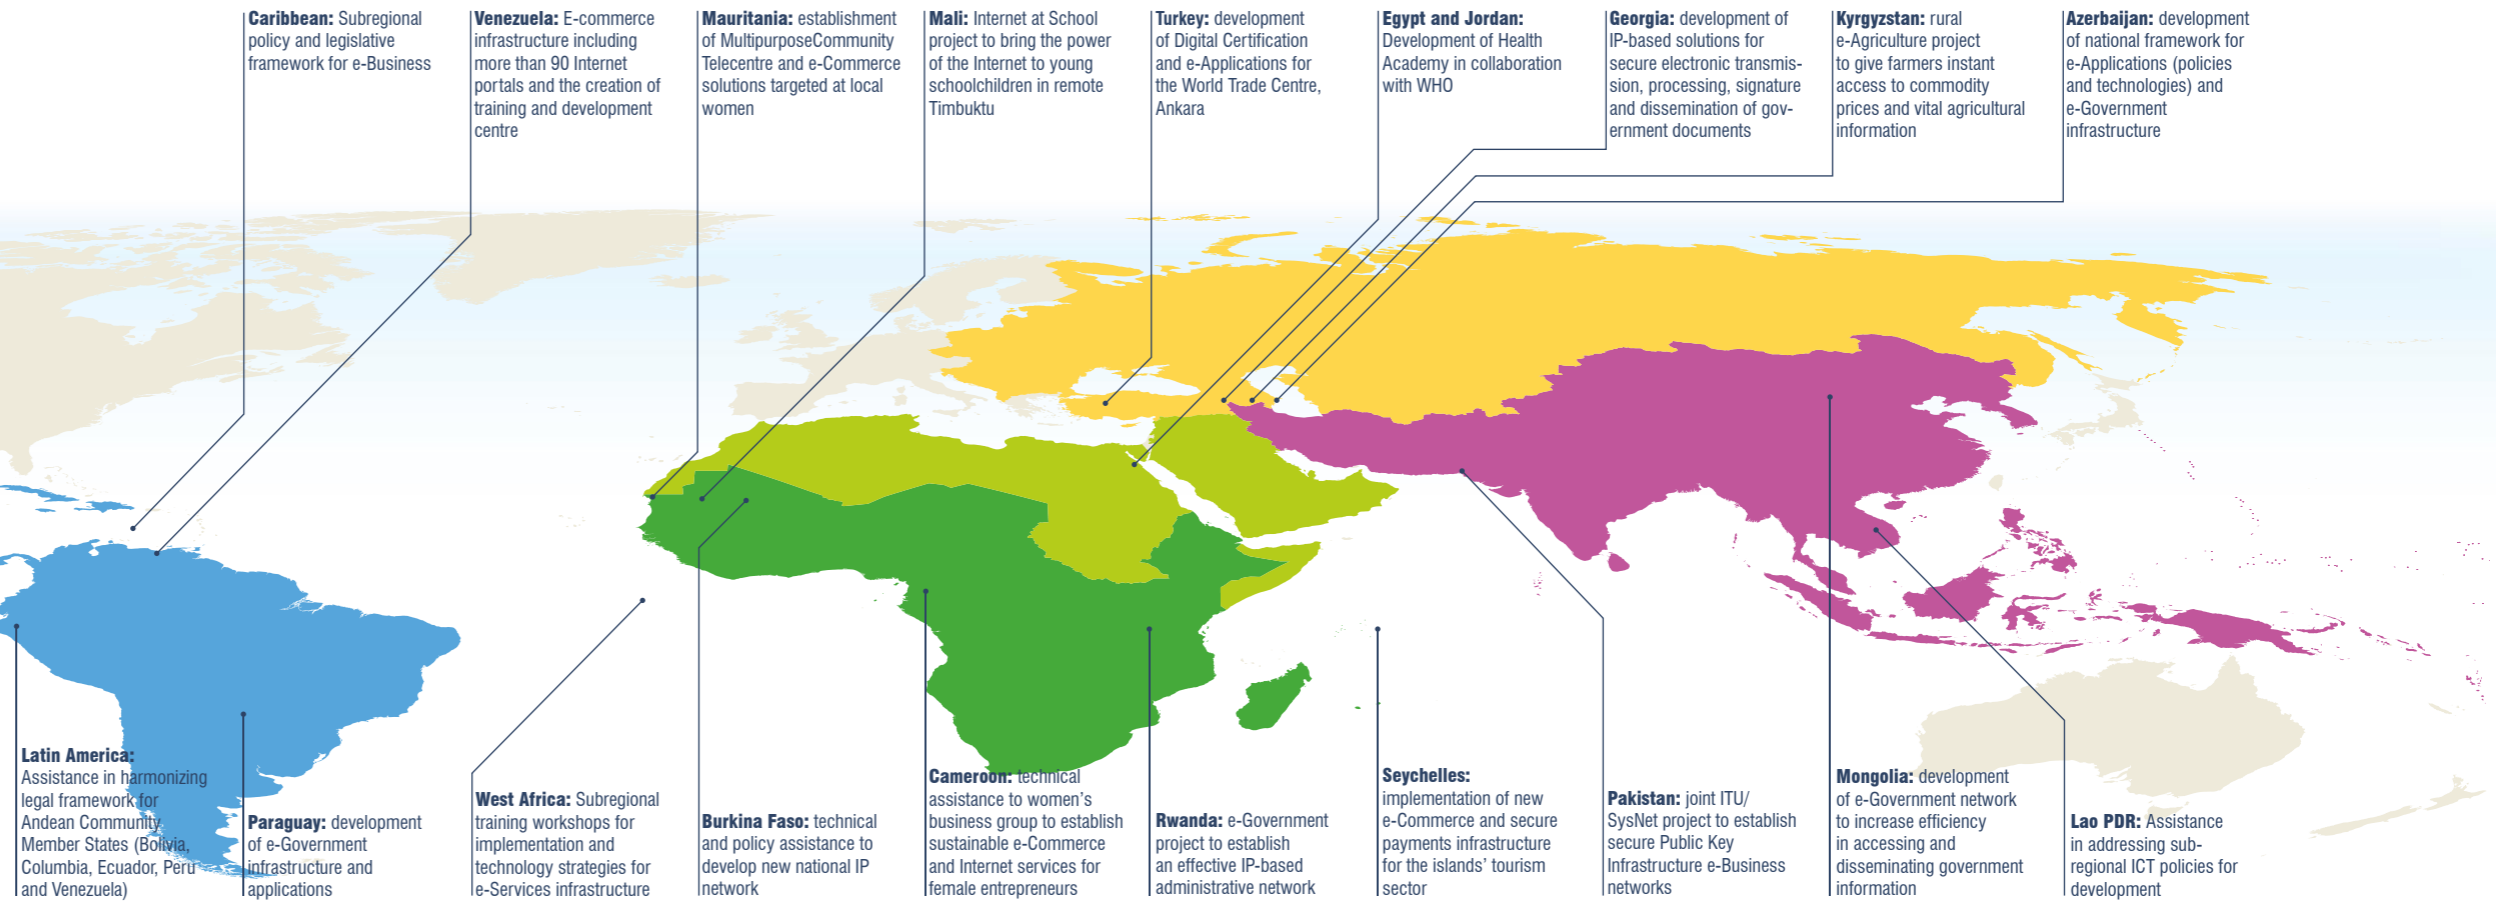 Caribbean: Subregional
policy and legislative
framework for e-Business
Venezuela: E-commerce
infrastructure including
more than 90 Internet
portals and the creation of
training and development
centre
Mauritania: establishment
of MultipurposeCommunity
Telecentre and e-Commerce
solutions targeted at local
women
Mali: Internet at School
project to bring the power
of the Internet to young
schoolchildren in remote
Timbuktu
Turkey: development
of Digital Certification
and e-Applications for
the World Trade Centre,
Ankara
Egypt and Jordan:
Development of Health
Academy in collaboration
with WHO
Georgia: development of
IP-based solutions for
secure electronic transmis-
sion, processing, signature
and dissemination of gov-
ernment documents
Kyrgyzstan: rural
e-Agriculture project
to give farmers instant
access to commodity
prices and vital agricultural
information
Azerbaijan: development
of national framework for
e-Applications (policies
and technologies) and
e-Government
infrastructure
Latin America:
Assistance in harmonizing
legal framework for
Andean Community
Member States (Bolivia,
Columbia, Ecuador, Peru
and Venezuela)
Paraguay: development
of e-Government
infrastructure and
applications
West Africa: Subregional
training workshops for
implementation and
technology strategies for
e-Services infrastructure
Burkina Faso: technical
and policy assistance to
develop new national IP
network
Cameroon: technical
assistance to women's
business group to establish
sustainable e-Commerce
and Internet services for
female entrepreneurs
Rwanda: e-Government
project to establish
an effective IP-based
administrative network
Seychelles:
implementation of new
e-Commerce and secure
payments infrastructure
for the islands' tourism
sector
Pakistan: joint ITU/
SysNet project to establish
secure Public Key
Infrastructure e-Business
networks
Mongolia: development
of e-Government network
to increase efficiency
in accessing and
disseminating government
information
Lao PDR: Assistance
in addressing sub-
regional ICT policies for
development